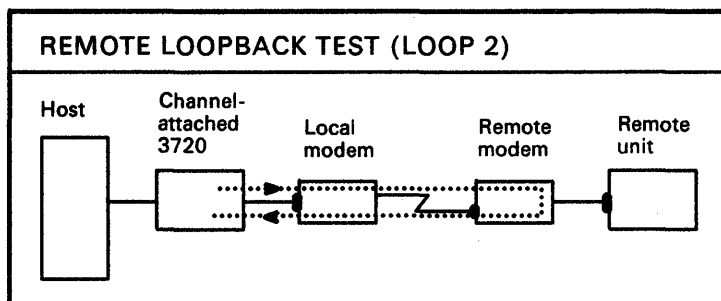 REMOTE LOOPBACK TEST (LOOP 2)
Host
Channel-
attached
3720
Local
modem
Remote
modem
Remote
unit